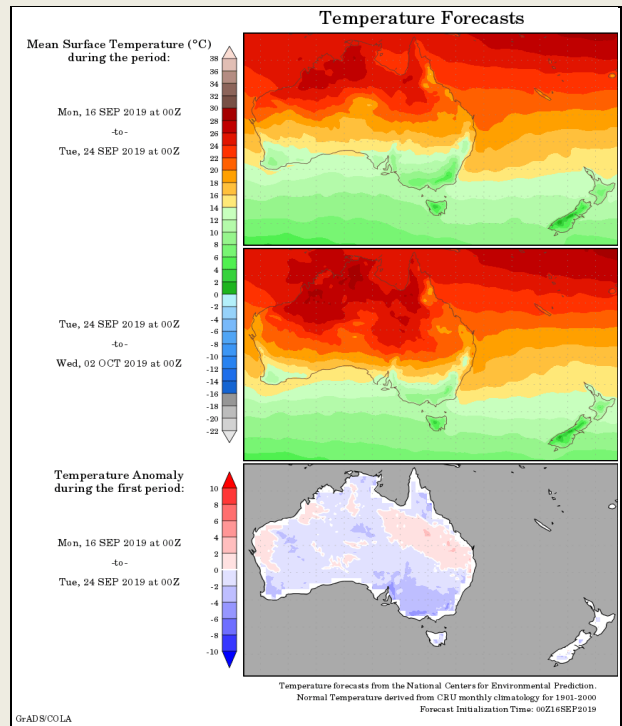 Temperature Forecasts
Mean Surface Temperature (°C)
during the period:
Mon, 16 SEP 2019 at 00Z
-to-
Tue, 24 SEP 2019 at 00Z
38
36
34
32
30
28
26
24
22
20
18
16
14
12
10
8
6
4
2
0
-2
-4
-6
-8
-10
-12
-14
-16
-18
-20
-22
Tue, 24 SEP 2019 at 00Z
-to-
Wed, 02 OCT 2019 at 00Z
Temperature Anomaly
during the first period:
Mon, 16 SEP 2019 at 00Z
-to-
Tue, 24 SEP 2019 at 00Z
10
8
6
4
2
0
-2
-4
-6
-8
-10
Temperature forecasts from the National Centers for Environmental Prediction.
Normal Temperature derived from CRU monthly climatology for 1901-2000
Forecast Initialization Time: 00Z16SEP2019
GrADS/COLA